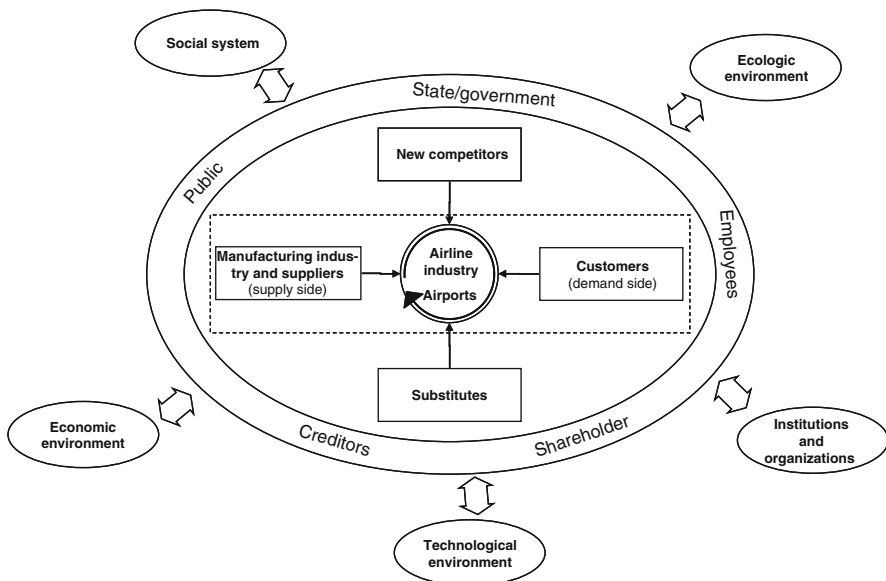 Social system
Ecologic
environment
State/government
New competitors
Public
Employees
Manufacturing indus-
try and suppliers
(supply side)
Airline
industry
Airports
Customers
(demand side)
Substitutes
Economic
environment
Creditors
Shareholder
Institutions
and
organizations
Technological
environment